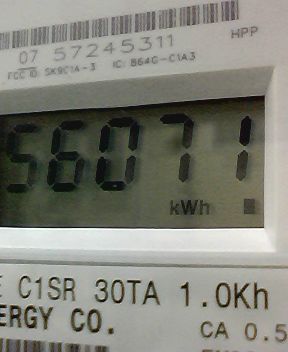 07 57245311 HPP
FCC ID: SK9C1A-3 IC: 864G-C1A3
56071
kWh
C1SR 30TA 1.0Kh
ERGY CO. CA 0.5